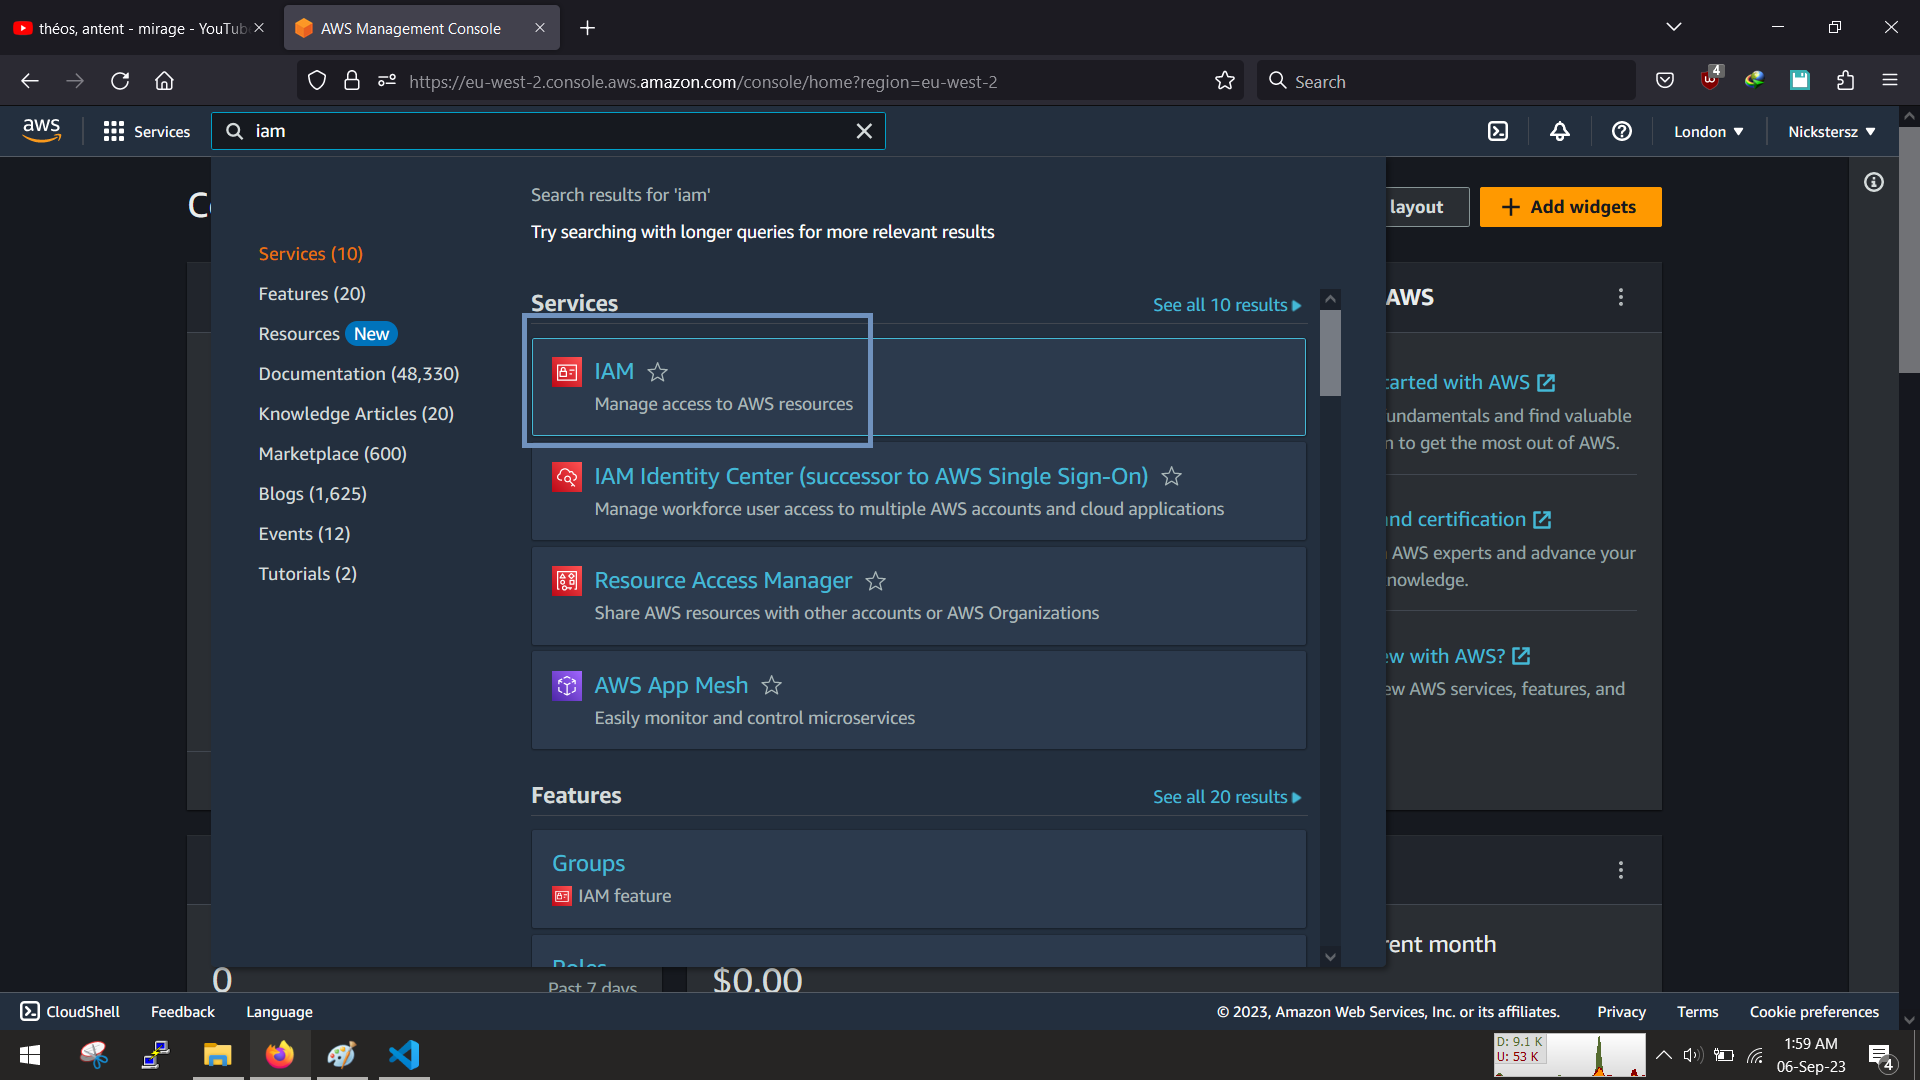 théos, antent - mirage - YouTub
AWS Management Console
https://eu-west-2.console.aws.amazon.com/console/home?region=eu-west-2
Search
4
aws
Services
iam
London ▼
Nickstersz ▼
Search results for 'iam'
Try searching with longer queries for more relevant results
layout
+ Add widgets
Services (10)
Features (20)
Resources New
Documentation (48,330)
Knowledge Articles (20)
Marketplace (600)
Blogs (1,625)
Events (12)
Tutorials (2)
Services
See all 10 results ▶
IAM
Manage access to AWS resources
IAM Identity Center (successor to AWS Single Sign-On)
Manage workforce user access to multiple AWS accounts and cloud applications
Resource Access Manager
Share AWS resources with other accounts or AWS Organizations
AWS App Mesh
Easily monitor and control microservices
Features
See all 20 results ▶
Groups
IAM feature
Roles
AWS
tarted with AWS
undamentals and find valuable
n to get the most out of AWS.
nd certification
AWS experts and advance your
nowledge.
ew with AWS?
ew AWS services, features, and
rent month
0
Past 7 days
$0.00
CloudShell
Feedback
Language
© 2023, Amazon Web Services, Inc. or its affiliates.
Privacy
Terms
Cookie preferences
D: 9.1 K
U: 53 K
1:59 AM
06-Sep-23
4